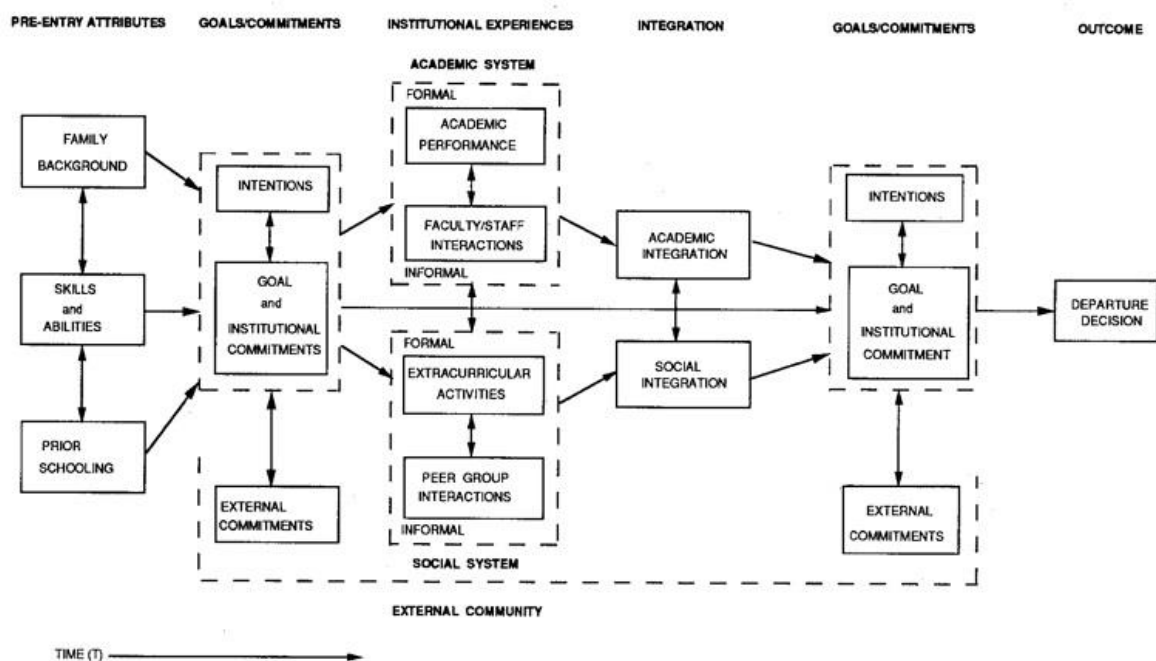 PRE-ENTRY ATTRIBUTES
GOALS/COMMITMENTS
INSTITUTIONAL EXPERIENCES
INTEGRATION
GOALS/COMMITMENTS
OUTCOME
ACADEMIC SYSTEM
FORMAL
ACADEMIC
PERFORMANCE
FACULTY/STAFF
INTERACTIONS
INFORMAL
FAMILY
BACKGROUND
SKILLS
and
ABILITIES
PRIOR
SCHOOLING
INTENTIONS
GOAL
and
INSTITUTIONAL
COMMITMENTS
EXTERNAL
COMMITMENTS
FORMAL
EXTRACURRICULAR
ACTIVITIES
PEER GROUP
INTERACTIONS
INFORMAL
SOCIAL SYSTEM
ACADEMIC
INTEGRATION
SOCIAL
INTEGRATION
INTENTIONS
GOAL
and
INSTITUTIONAL
COMMITMENT
EXTERNAL
COMMITMENTS
DEPARTURE
DECISION
EXTERNAL COMMUNITY
TIME (T)